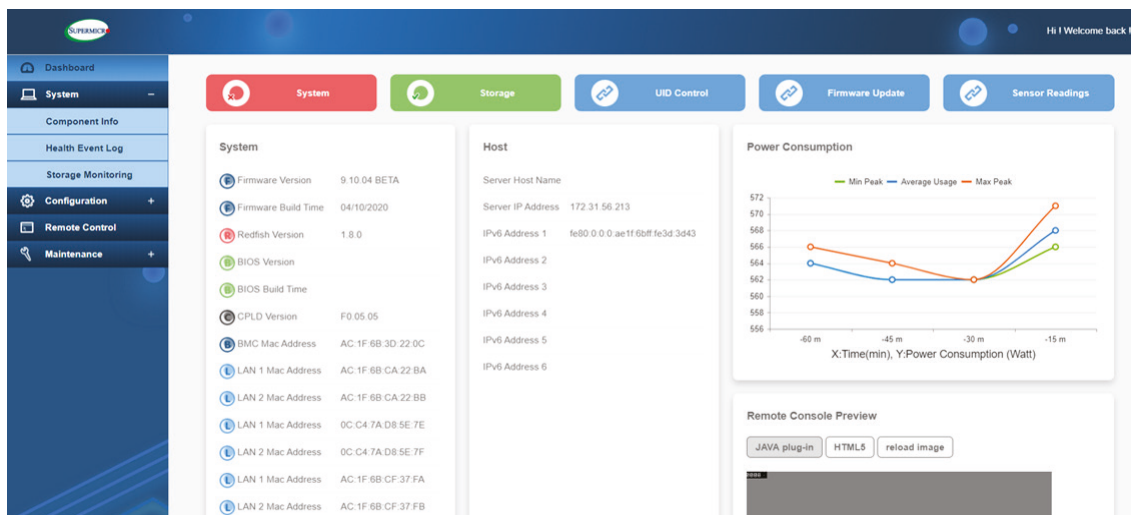 SUPERMICR
Hi ! Welcome back !
Dashboard
System −
Component Info
Health Event Log
Storage Monitoring
Configuration +
Remote Control
Maintenance +
System
Storage
UID Control
Firmware Update
Sensor Readings
System
Firmware Version 9.10.04 BETA
Firmware Build Time 04/10/2020
Redfish Version 1.8.0
BIOS Version
BIOS Build Time
CPLD Version F0.05.05
BMC Mac Address AC:1F:6B:3D:22:0C
LAN 1 Mac Address AC:1F:6B:CA:22:BA
LAN 2 Mac Address AC:1F:6B:CA:22:BB
LAN 1 Mac Address 0C:C4:7A:D8:5E:7E
LAN 2 Mac Address 0C:C4:7A:D8:5E:7F
LAN 1 Mac Address AC:1F:6B:CF:37:FA
LAN 2 Mac Address AC:1F:6B:CF:37:FB
Host
Server Host Name
Server IP Address 172.31.56.213
IPv6 Address 1 fe80:0:0:0:ae1f:6bff:fe3d:3d43
IPv6 Address 2
IPv6 Address 3
IPv6 Address 4
IPv6 Address 5
IPv6 Address 6
Power Consumption
Min Peak Average Usage Max Peak
572
570
568
566
564
562
560
558
556
-60 m -45 m -30 m -15 m
X:Time(min), Y:Power Consumption (Watt)
Remote Console Preview
JAVA plug-in HTML5 reload image